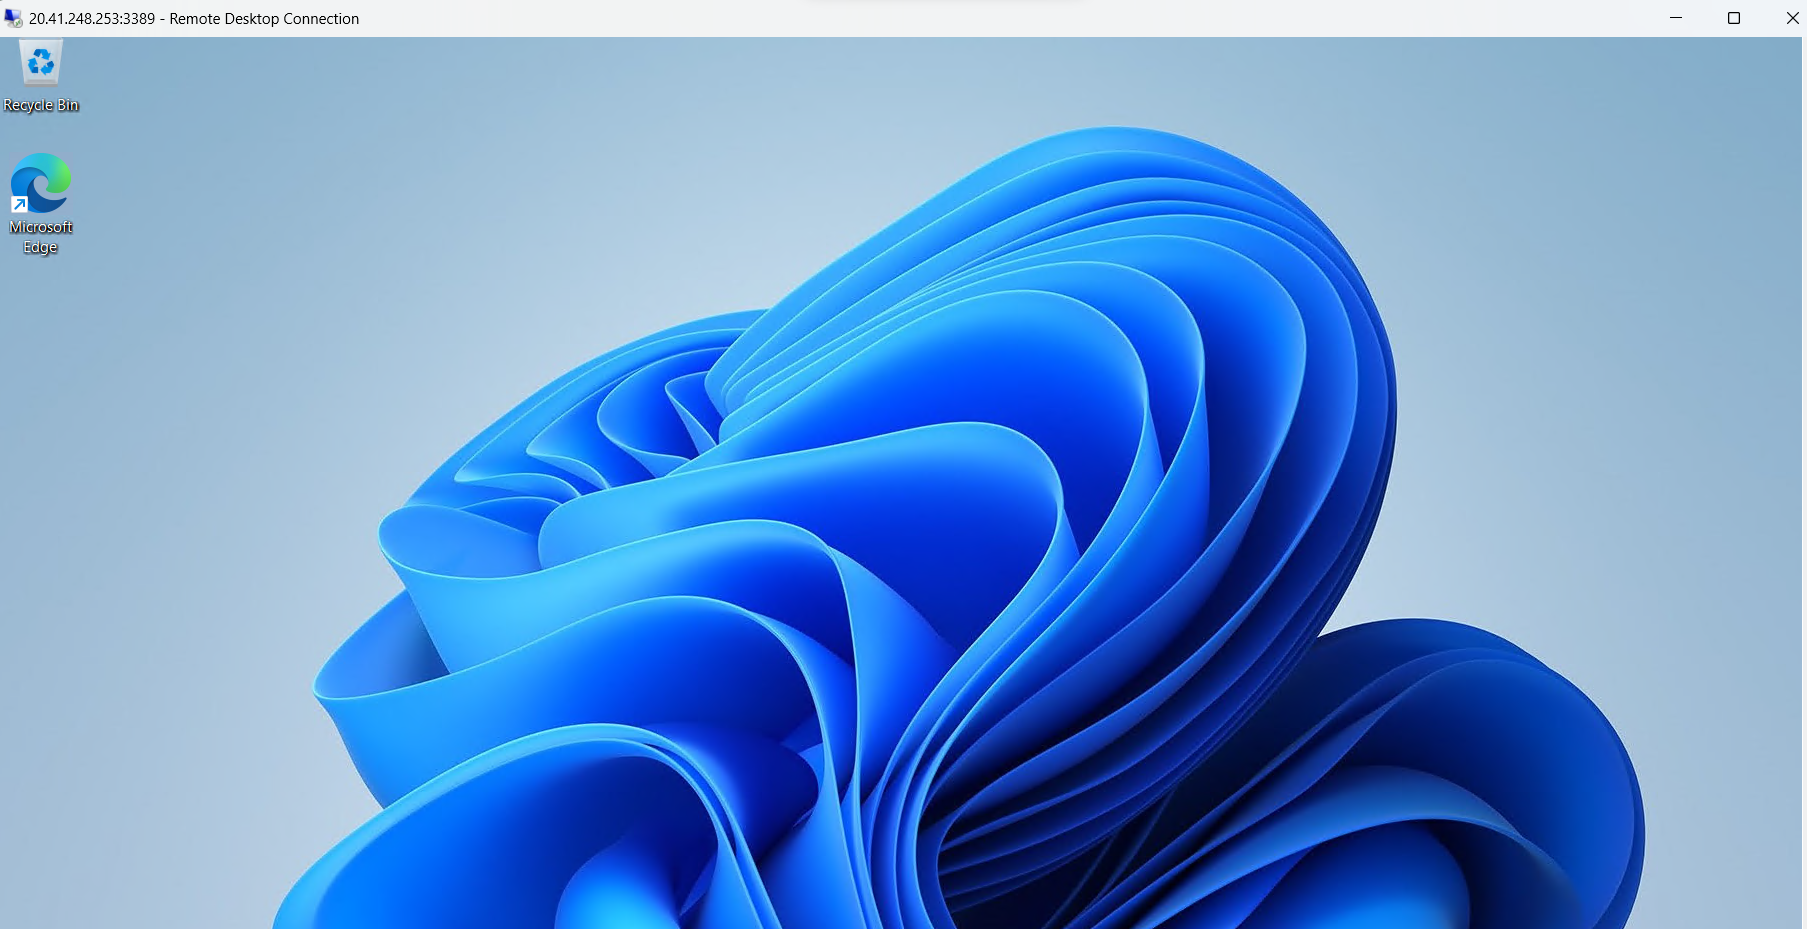 20.41.248.253:3389 - Remote Desktop Connection
Recycle Bin
Microsoft
Edge